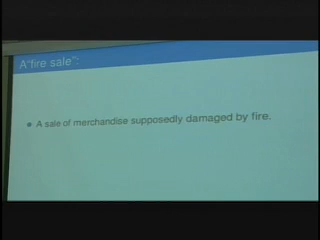 A "fire sale":
A sale of merchandise supposedly damaged by fire.